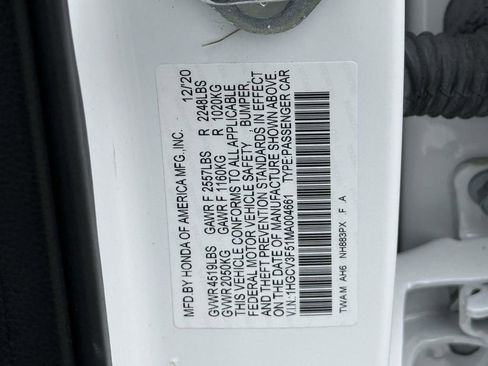 MFD.BY HONDA OF AMERICA MFG.,INC. 12/20
GVWR 4519LBS GAWR F 2557LBS R 2248LBS
GVWR 2050KG GAWR F 1160KG R 1020KG
THIS VEHICLE CONFORMS TO ALL APPLICABLE
FEDERAL MOTOR VEHICLE SAFETY BUMPER,
AND THEFT PREVENTION STANDARDS IN EFFECT
ON THE DATE OF MANUFACTURE SHOWN ABOVE.
V.I.N.:1HGCV3F51MA004661 TYPE:PASSENGER CAR
TWAM AH6 NH883PX F A